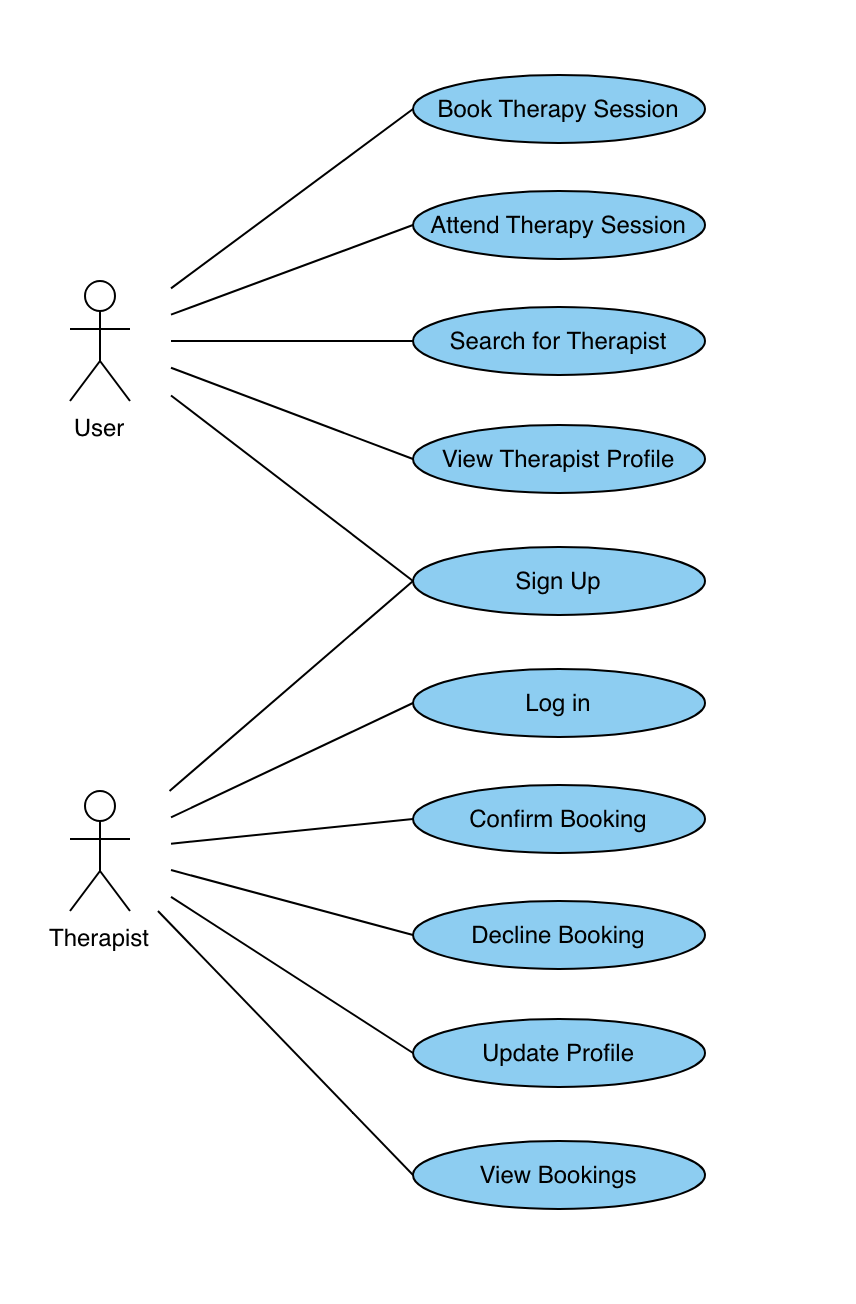 Book Therapy Session
Attend Therapy Session
Search for Therapist
User
View Therapist Profile
Sign Up
Log in
Confirm Booking
Therapist
Decline Booking
Update Profile
View Bookings